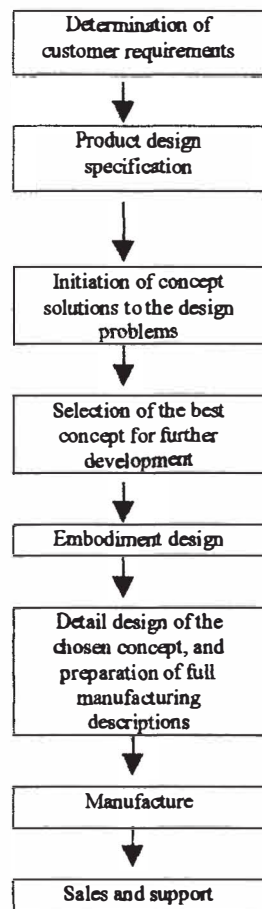 Determination of
customer requirements
Product design
specification
Initiation of concept
solutions to the design
problems
Selection of the best
concept for further
development
Embodiment design
Detail design of the
chosen concept, and
preparation of full
manufacturing
descriptions
Manufacture
Sales and support